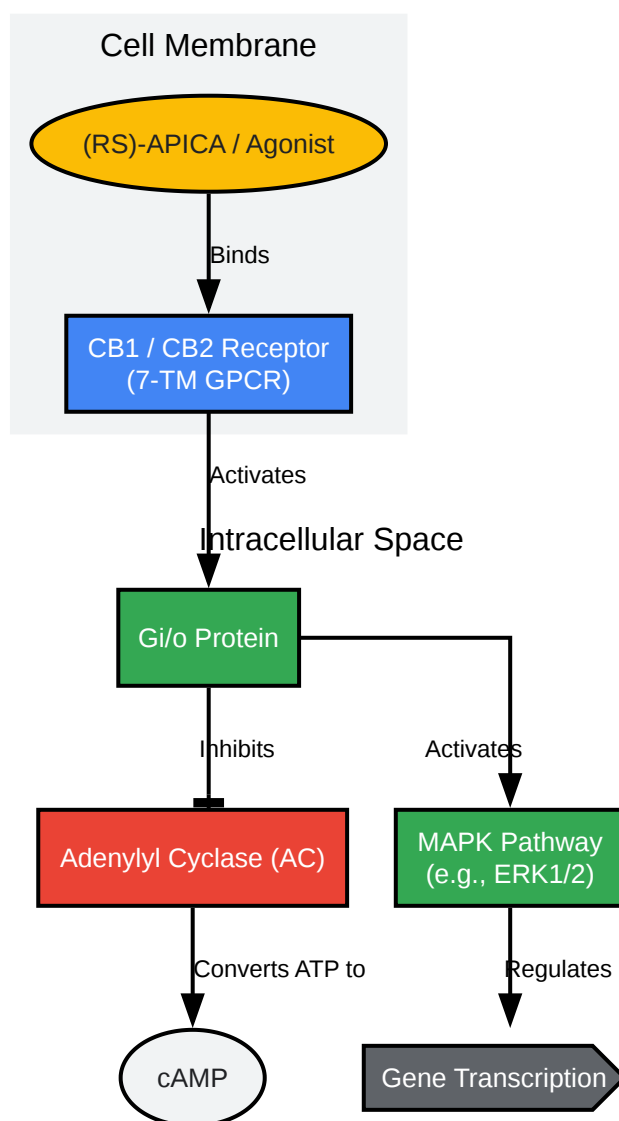 Cell Membrane
(RS)-APICA / Agonist
Binds
CB1 / CB2 Receptor
(7-TM GPCR)
Activates
Intracellular Space
Gi/o Protein
Inhibits
Activates
Adenylyl Cyclase (AC)
MAPK Pathway
(e.g., ERK1/2)
Converts ATP to
Regulates
cAMP
Gene Transcription